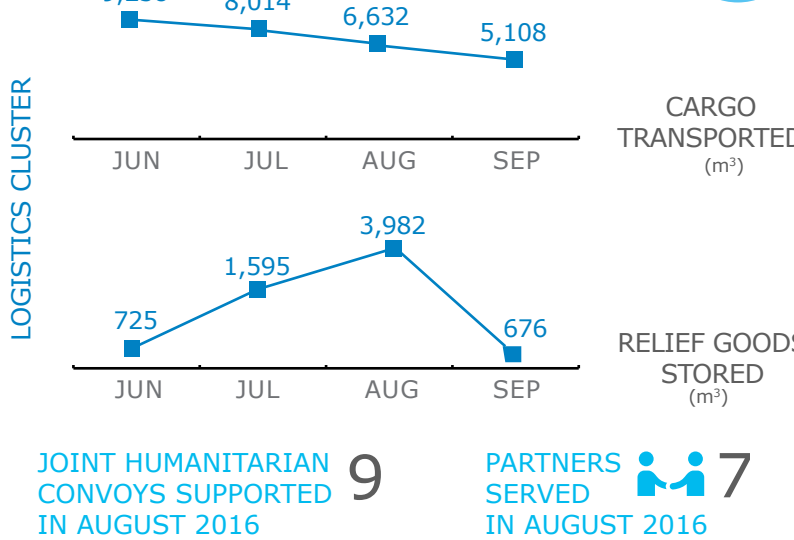 8,014
6,632
5,108
LOGISTICS CLUSTER
JUN
JUL
AUG
SEP
CARGO
TRANSPORTED
(m³)
3,982
1,595
725
676
JUN
JUL
AUG
SEP
RELIEF GOODS
STORED
(m³)
JOINT HUMANITARIAN
CONVOYS SUPPORTED
IN AUGUST 2016
9
PARTNERS
SERVED
IN AUGUST 2016
7